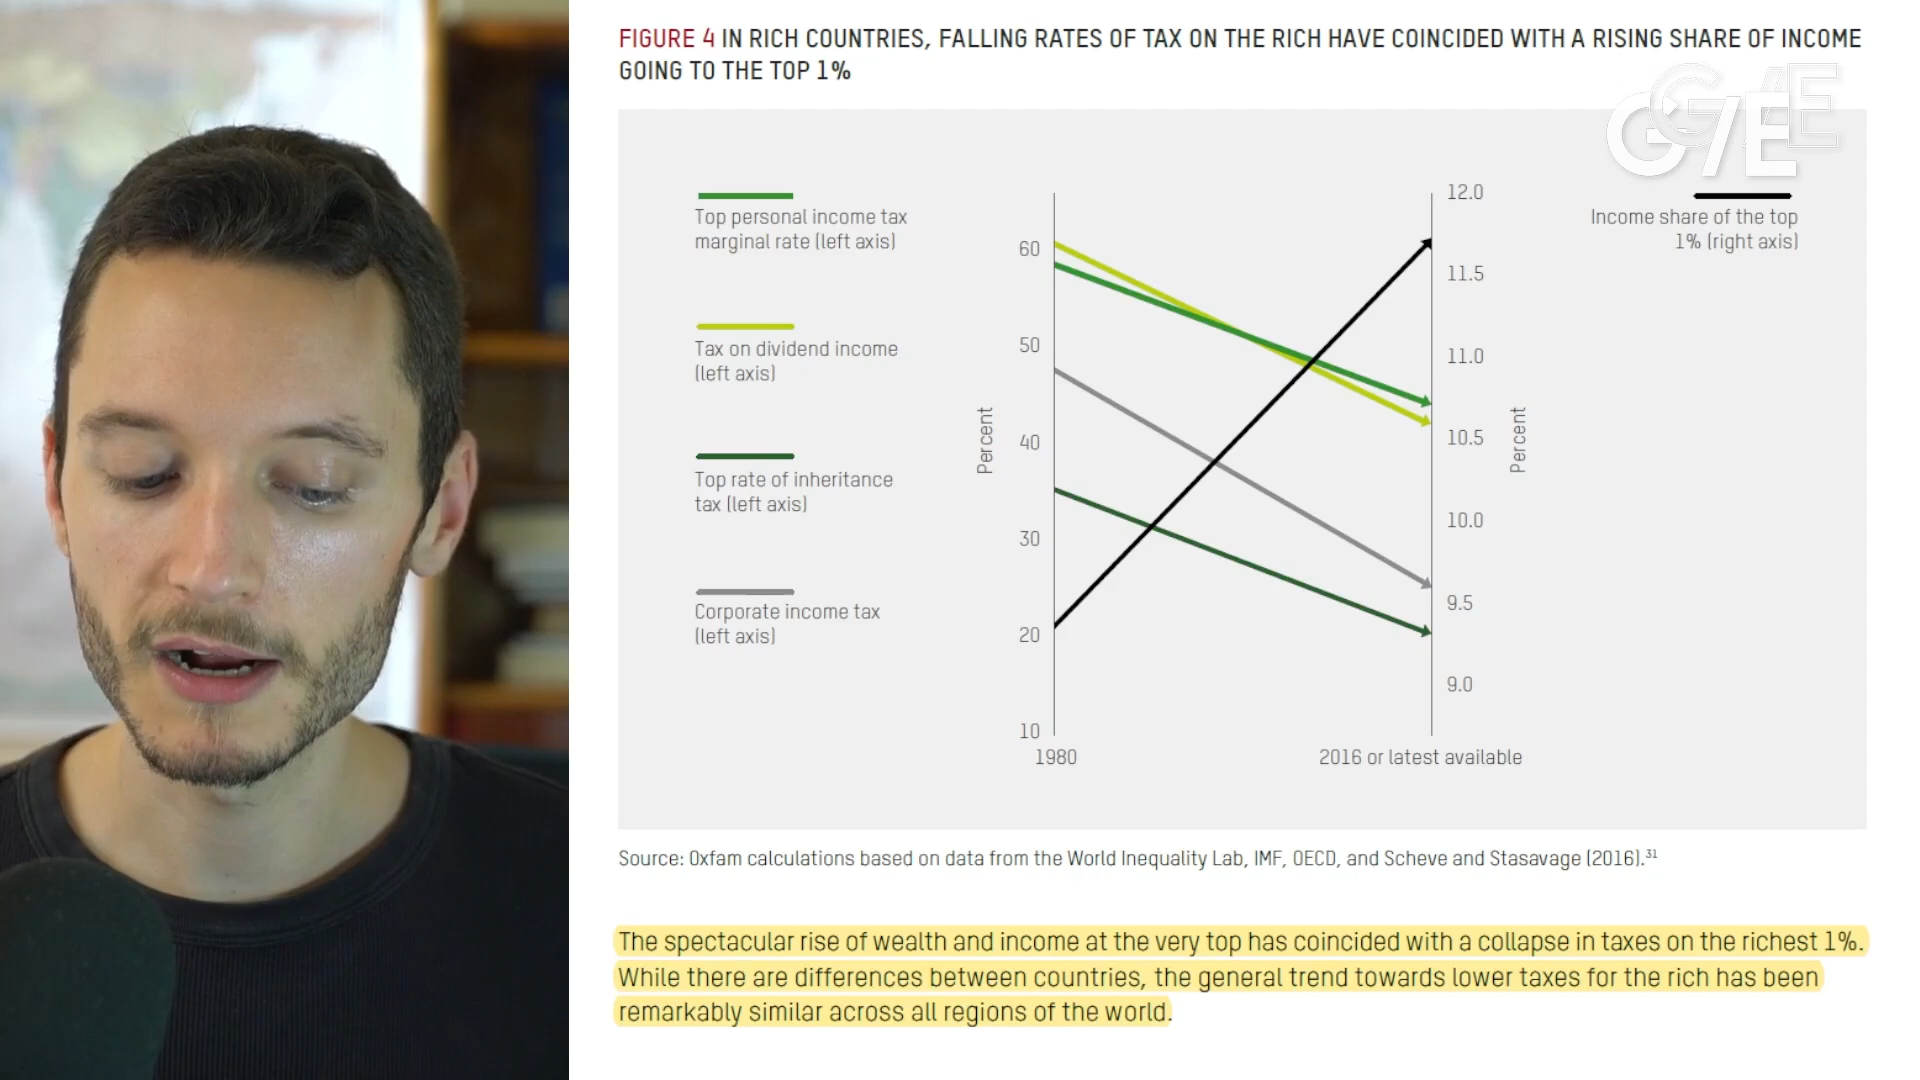 FIGURE 4 IN RICH COUNTRIES, FALLING RATES OF TAX ON THE RICH HAVE COINCIDED WITH A RISING SHARE OF INCOME
GOING TO THE TOP 1%
G7E
Top personal income tax
marginal rate (left axis)
Tax on dividend income
(left axis)
Top rate of inheritance
tax (left axis)
Corporate income tax
(left axis)
Percent
60
50
40
30
20
10
1980
2016 or latest available
12.0
11.5
11.0
10.5
10.0
9.5
9.0
Percent
Income share of the top
1% (right axis)
Source: Oxfam calculations based on data from the World Inequality Lab, IMF, OECD, and Scheve and Stasavage (2016).³¹
The spectacular rise of wealth and income at the very top has coincided with a collapse in taxes on the richest 1%.
While there are differences between countries, the general trend towards lower taxes for the rich has been
remarkably similar across all regions of the world.